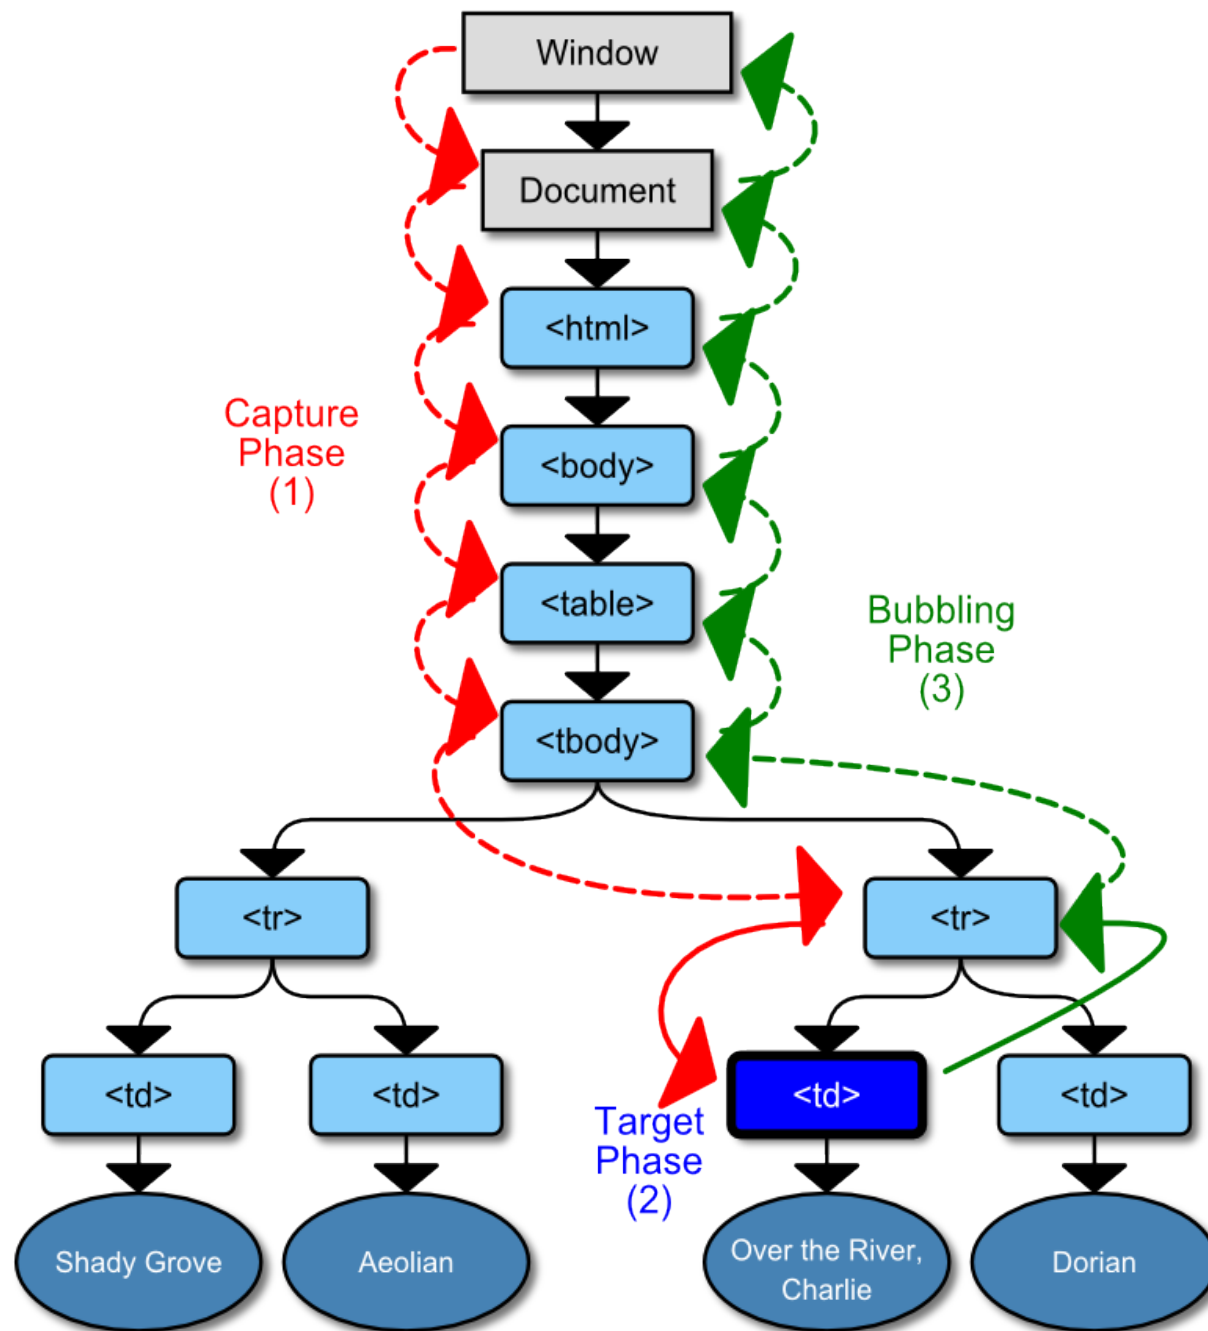 Window
Document
<html>
Capture
Phase
(1)
<body>
<table>
Bubbling
Phase
(3)
<tbody>
<tr>
<tr>
<td>
<td>
<td>
<td>
Target
Phase
(2)
Shady Grove
Aeolian
Over the River,
Charlie
Dorian